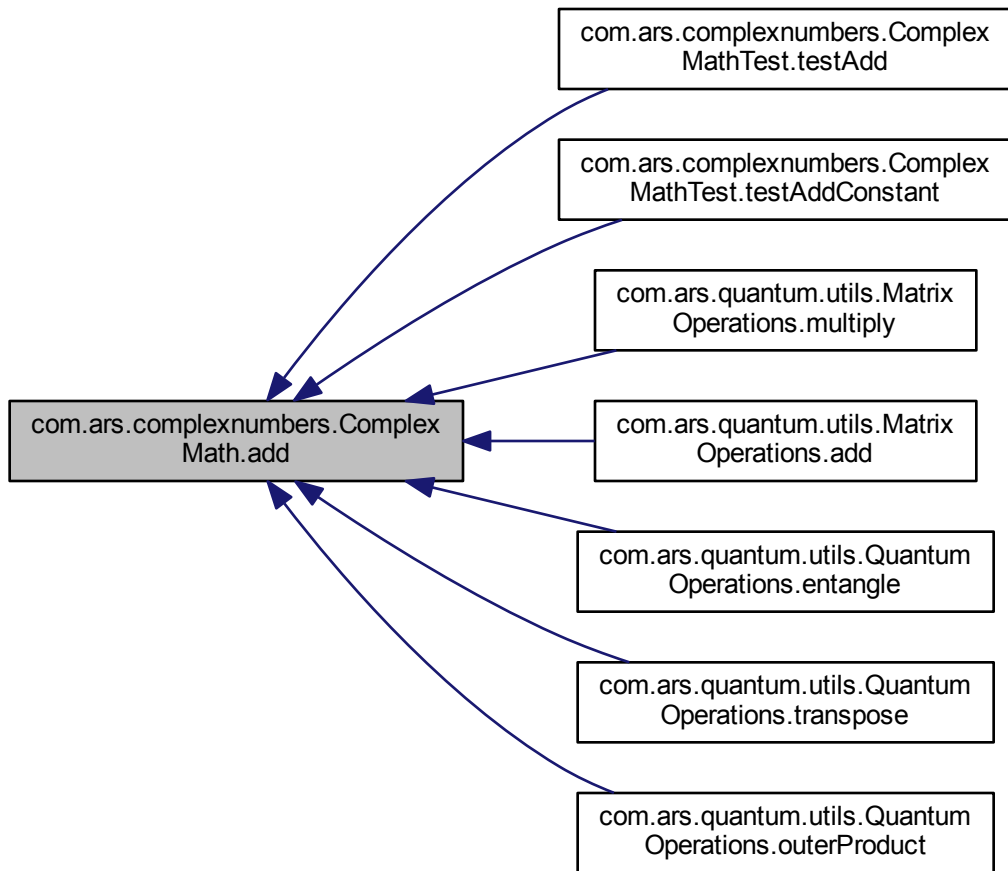 com.ars.complexnumbers.Complex
MathTest.testAdd
com.ars.complexnumbers.Complex
MathTest.testAddConstant
com.ars.quantum.utils.Matrix
Operations.multiply
com.ars.complexnumbers.Complex
Math.add
com.ars.quantum.utils.Matrix
Operations.add
com.ars.quantum.utils.Quantum
Operations.entangle
com.ars.quantum.utils.Quantum
Operations.transpose
com.ars.quantum.utils.Quantum
Operations.outerProduct